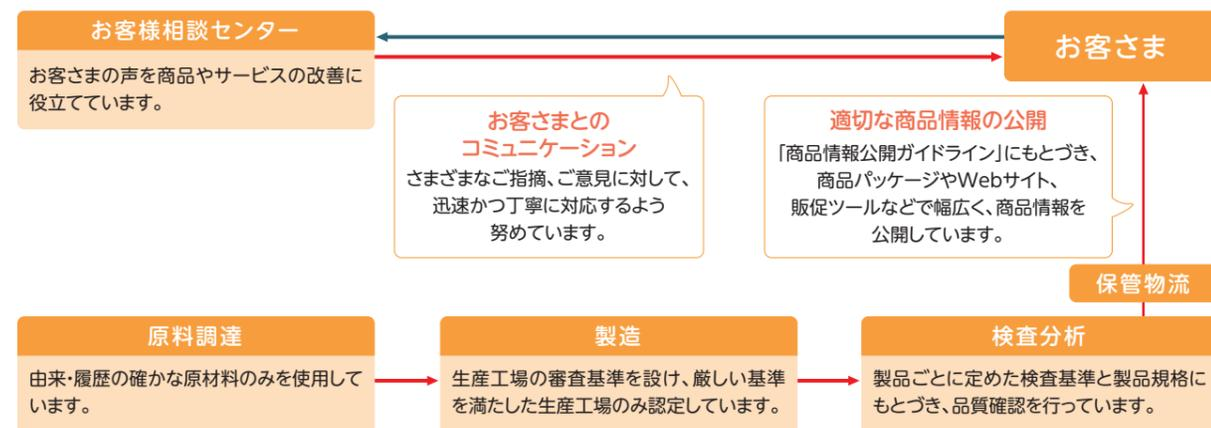 お客様相談センター
お客さまの声を商品やサービスの改善に
役立てています。
お客さま
お客さまとの
コミュニケーション
さまざまなご指摘、ご意見に対して、
迅速かつ丁寧に対応するよう
努めています。
適切な商品情報の公開
「商品情報公開ガイドライン」にもとづき、
商品パッケージやWebサイト、
販促ツールなどで幅広く、商品情報を
公開しています。
保管物流
原料調達
由来・履歴の確かな原材料のみを使用して
います。
製造
生産工場の審査基準を設け、厳しい基準
を満たした生産工場のみ認定しています。
検査分析
製品ごとに定めた検査基準と製品規格に
もとづき、品質確認を行っています。